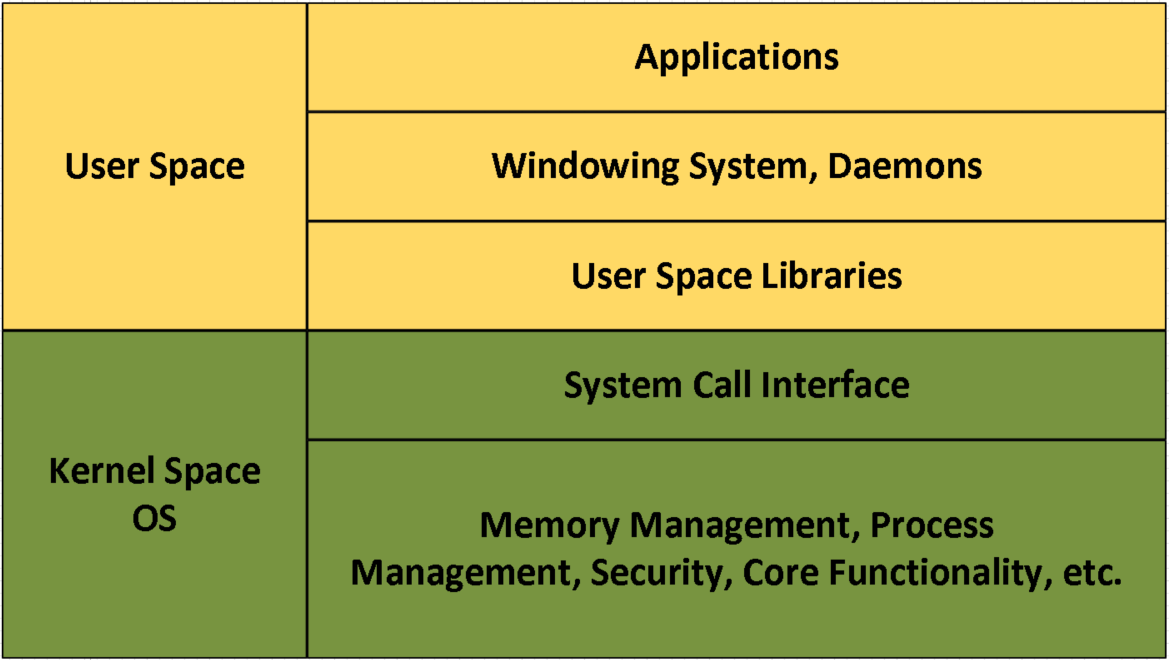 User Space
Applications
Windowing System, Daemons
User Space Libraries
Kernel Space
OS
System Call Interface
Memory Management, Process
Management, Security, Core Functionality, etc.